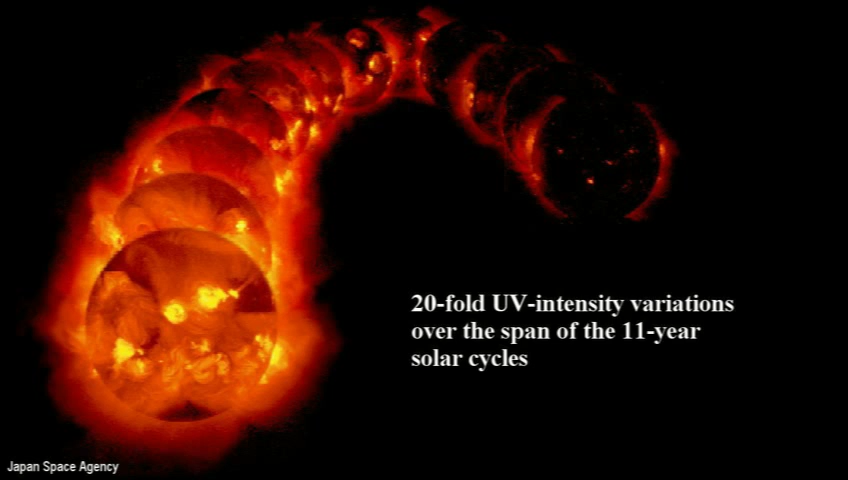 20-fold UV-intensity variations
over the span of the 11-year
solar cycles
Japan Space Agency